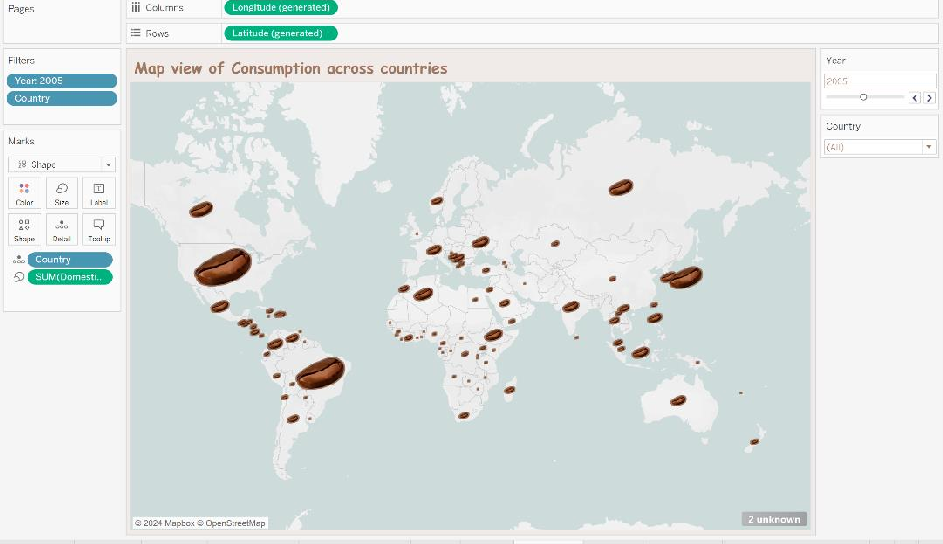 Pages
Columns
Longitude (generated)
Rows
Latitude (generated)
Filters
Year: 2005
Country
Marks
Shape
Color
Size
Label
Shape
Detail
Tooltip
Country
SUM(Domesti..
Map view of Consumption across countries
© 2024 Mapbox © OpenStreetMap
2 unknown
Year
2005
Country
(All)